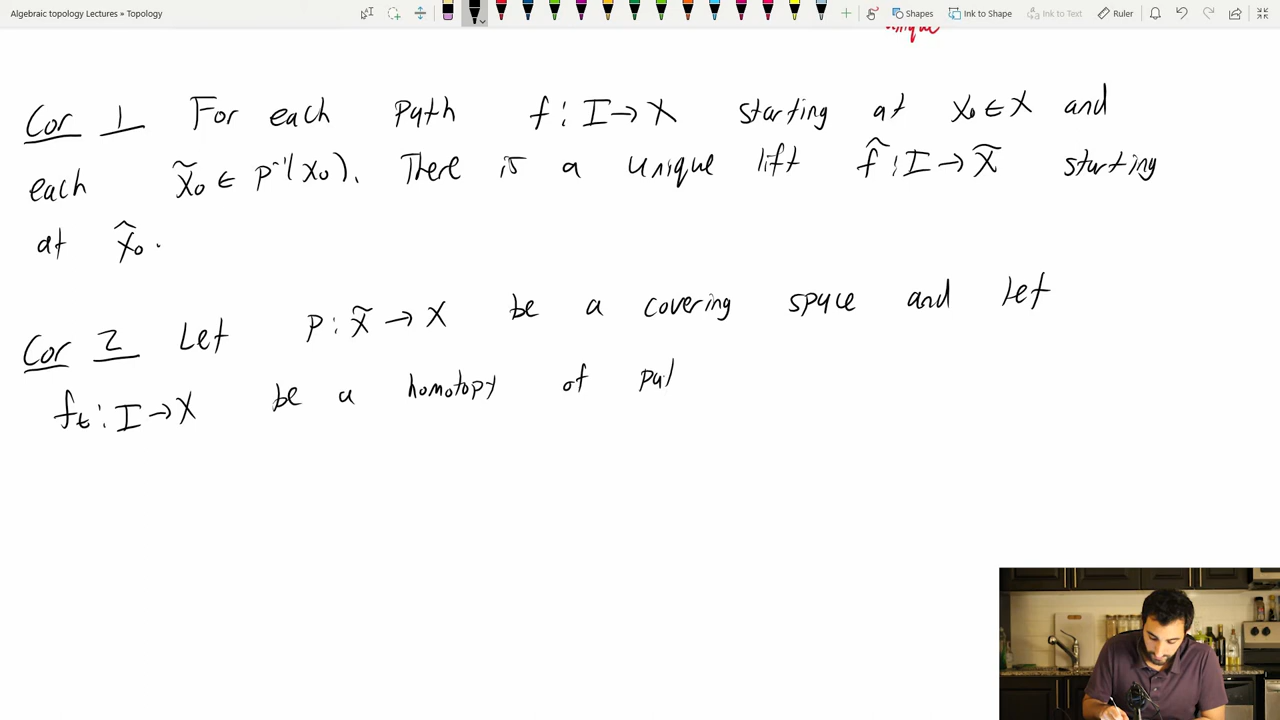 Algebraic topology Lectures » Topology
Shapes
Ink to Shape
Ink to Text
Ruler
unique
Cor 1 For each path f : I → X starting at x₀ ∈ X and
each x̃₀ ∈ p⁻¹(x₀). There is a unique lift f̂ : I → X̃ starting
at x̂₀.
Cor 2 Let p : X̃ → X be a covering space and let
fₜ : I → X be a homotopy of pat